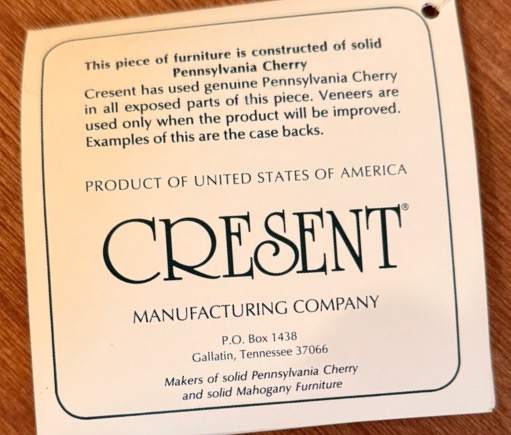 This piece of furniture is constructed of solid
Pennsylvania Cherry
Cresent has used genuine Pennsylvania Cherry
in all exposed parts of this piece. Veneers are
used only when the product will be improved.
Examples of this are the case backs.
PRODUCT OF UNITED STATES OF AMERICA
CRESENT®
MANUFACTURING COMPANY
P.O. Box 1438
Gallatin, Tennessee 37066
Makers of solid Pennsylvania Cherry
and solid Mahogany Furniture